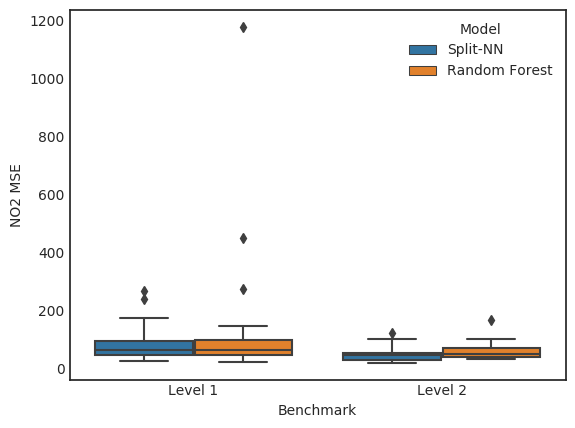 1200
1000
800
600
400
200
0
NO2 MSE
Model
Split-NN
Random Forest
Level 1
Level 2
Benchmark